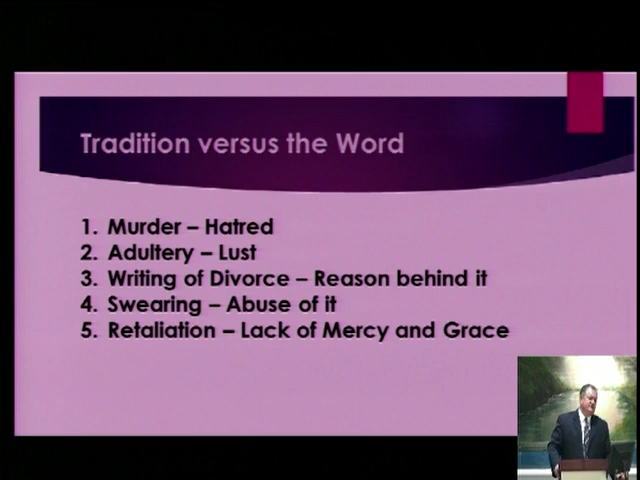 Tradition versus the Word
1. Murder – Hatred
2. Adultery – Lust
3. Writing of Divorce – Reason behind it
4. Swearing – Abuse of it
5. Retaliation – Lack of Mercy and Grace